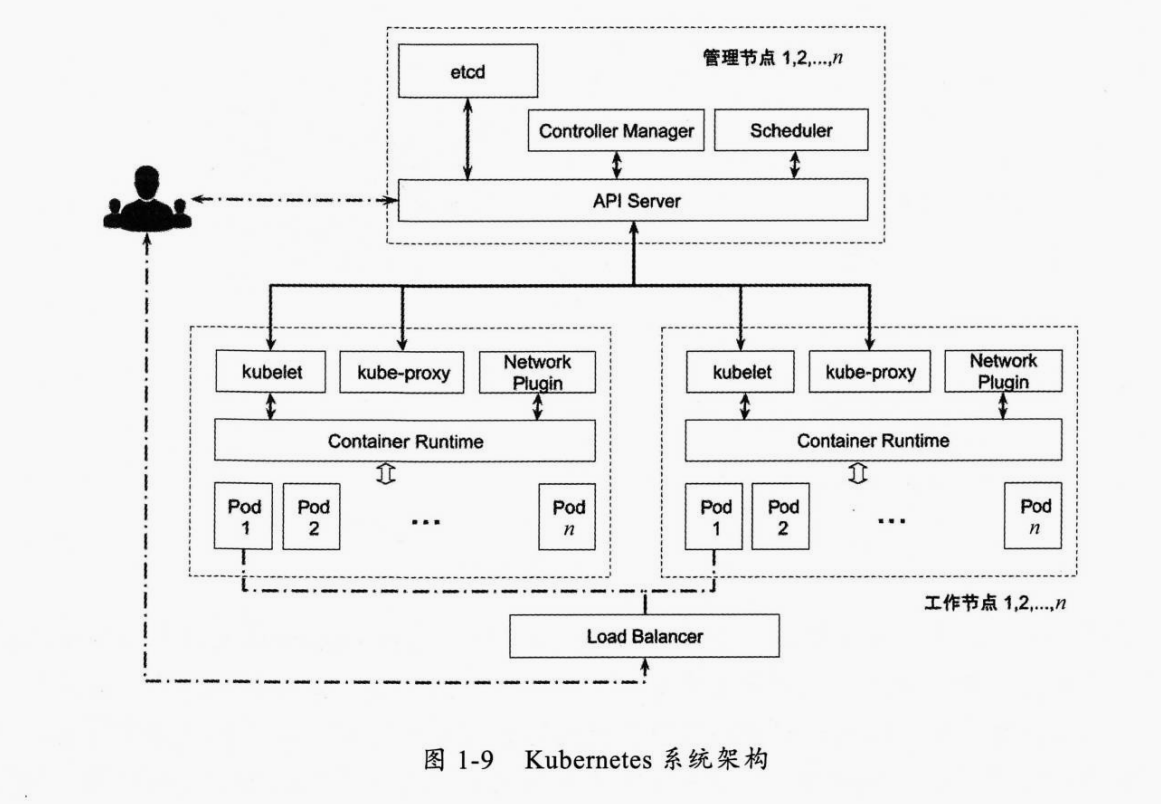 管理节点 1,2,...,n
etcd
Controller Manager
Scheduler
API Server
kubelet
kube-proxy
Network
Plugin
Container Runtime
Pod
1
Pod
2
...
Pod
n
kubelet
kube-proxy
Network
Plugin
Container Runtime
Pod
1
Pod
2
...
Pod
n
工作节点 1,2,...,n
Load Balancer
图 1-9 Kubernetes 系统架构